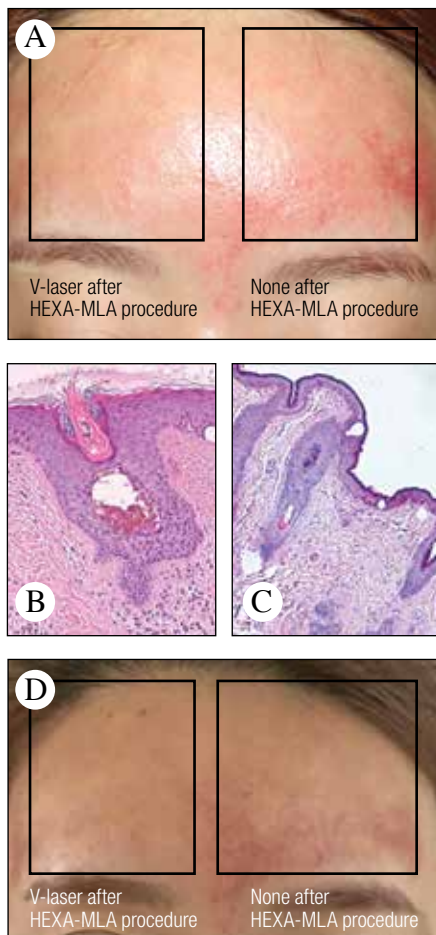 A
V-laser after
HEXA-MLA procedure
None after
HEXA-MLA procedure
B
C
D
V-laser after
HEXA-MLA procedure
None after
HEXA-MLA procedure